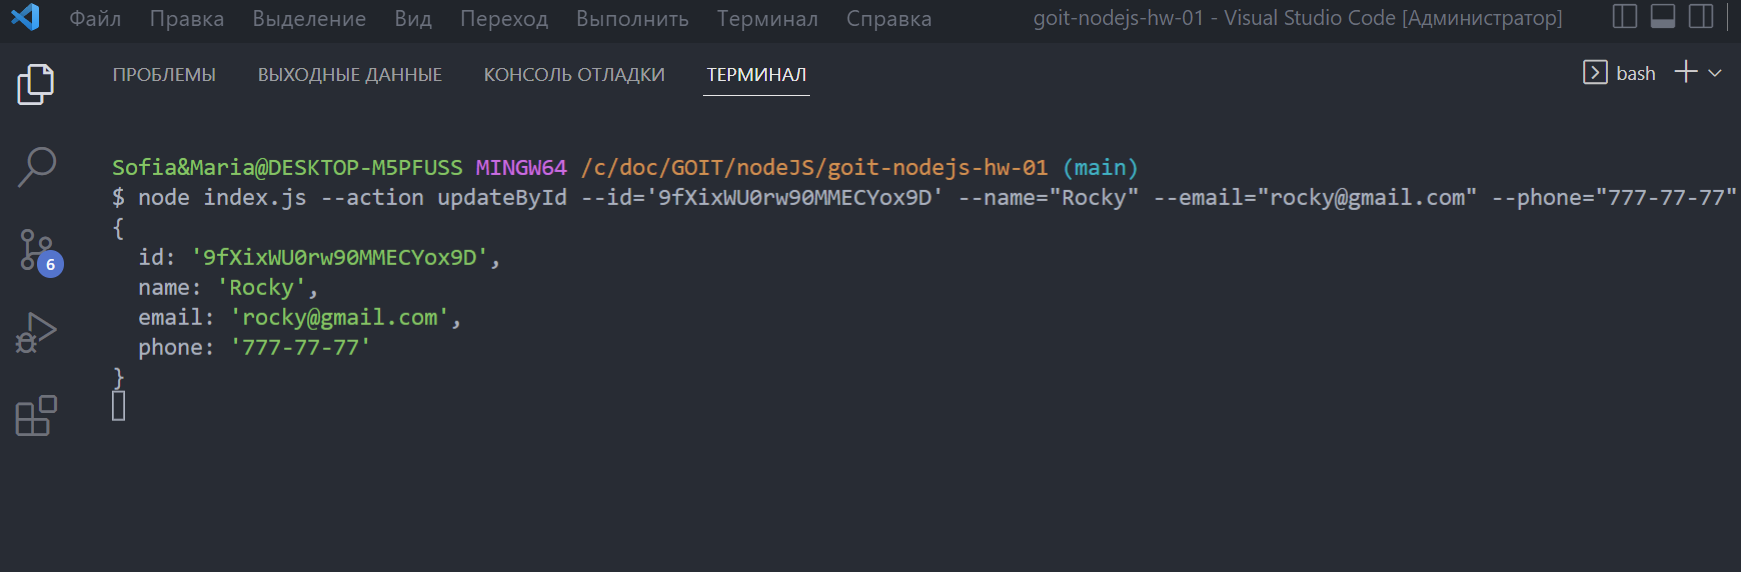 Файл Правка Выделение Вид Переход Выполнить Терминал Справка goit-nodejs-hw-01 - Visual Studio Code [Администратор]
ПРОБЛЕМЫ ВЫХОДНЫЕ ДАННЫЕ КОНСОЛЬ ОТЛАДКИ ТЕРМИНАЛ bash
Sofia&Maria@DESKTOP-M5PFUSS MINGW64 /c/doc/GOIT/nodeJS/goit-nodejs-hw-01 (main)
$ node index.js --action updateById --id='9fXixWU0rw90MMECYox9D' --name="Rocky" --email="rocky@gmail.com" --phone="777-77-77"
{
id: '9fXixWU0rw90MMECYox9D',
name: 'Rocky',
email: 'rocky@gmail.com',
phone: '777-77-77'
}
6